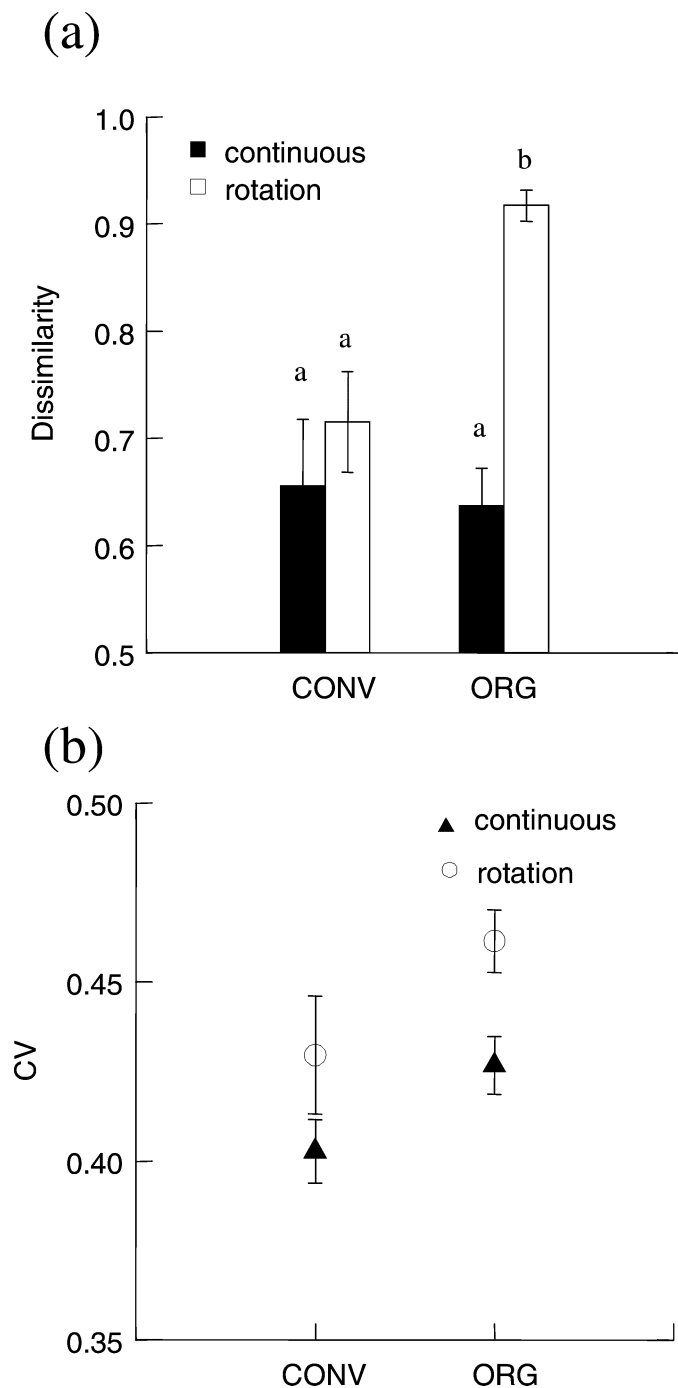 (a)
1.0
continuous
rotation
b
0.9
0.8
a
a
a
0.7
0.6
0.5
Dissimilarity
CONV
ORG
(b)
0.50
continuous
rotation
0.45
CV
0.40
0.35
CONV
ORG